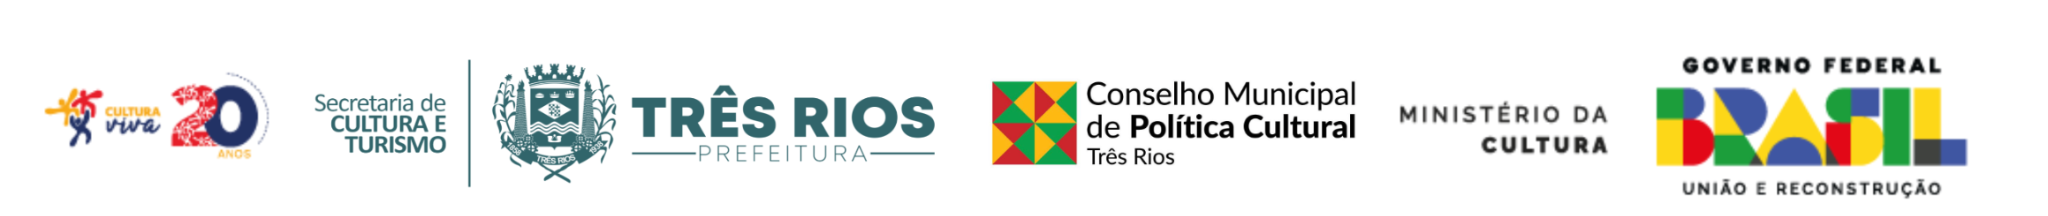 CULTURA
viva
20
ANOS
Secretaria de
CULTURA E
TURISMO
TRÊS RIOS
TRÊS RIOS
PREFEITURA
Conselho Municipal
de Política Cultural
Três Rios
MINISTÉRIO DA
CULTURA
GOVERNO FEDERAL
BRASIL
UNIÃO E RECONSTRUÇÃO